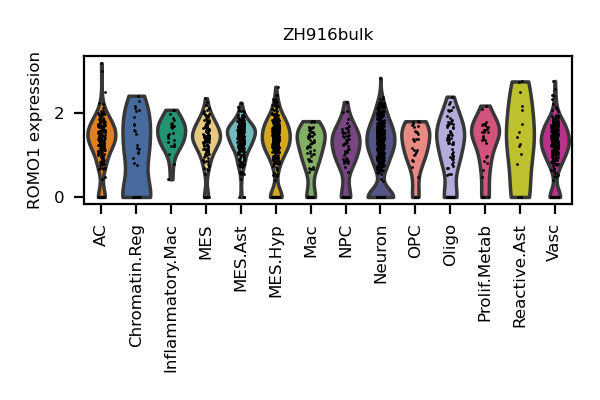 ZH916bulk
ROMO1 expression
2
0
AC
Chromatin.Reg
Inflammatory.Mac
MES
MES.Ast
MES.Hyp
Mac
NPC
Neuron
OPC
Oligo
Prolif.Metab
Reactive.Ast
Vasc